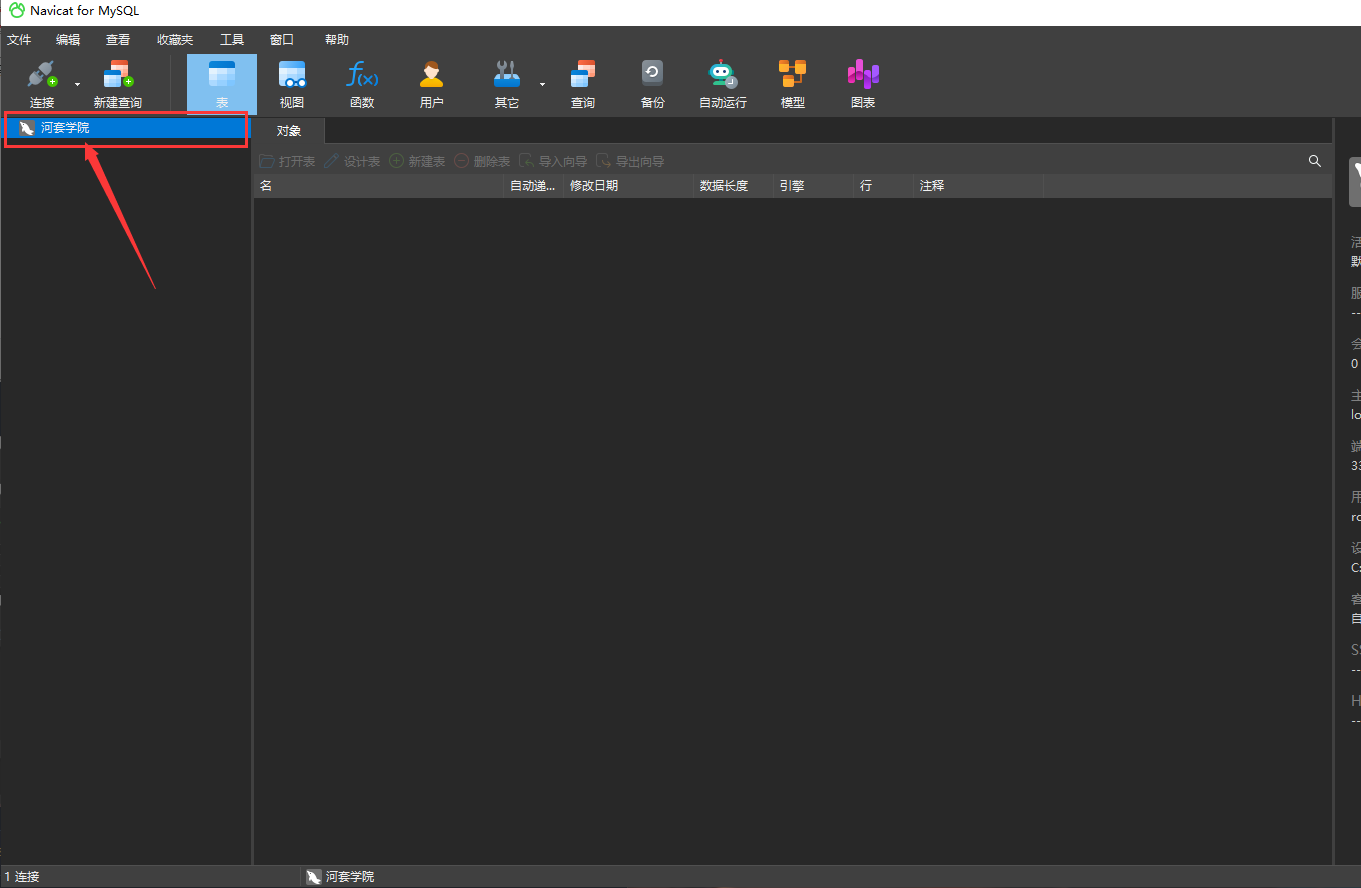 Navicat for MySQL
文件 编辑 查看 收藏夹 工具 窗口 帮助
连接 新建查询 表 视图 函数 用户 其它 查询 备份 自动运行 模型 图表
河套学院 对象
打开表 设计表 新建表 删除表 导入向导 导出向导
名 自动递... 修改日期 数据长度 引擎 行 注释
活
默
服
--
会
0
主
lo
端
33
用
ro
设
C:
客
自
SS
--
H
--
1 连接 河套学院